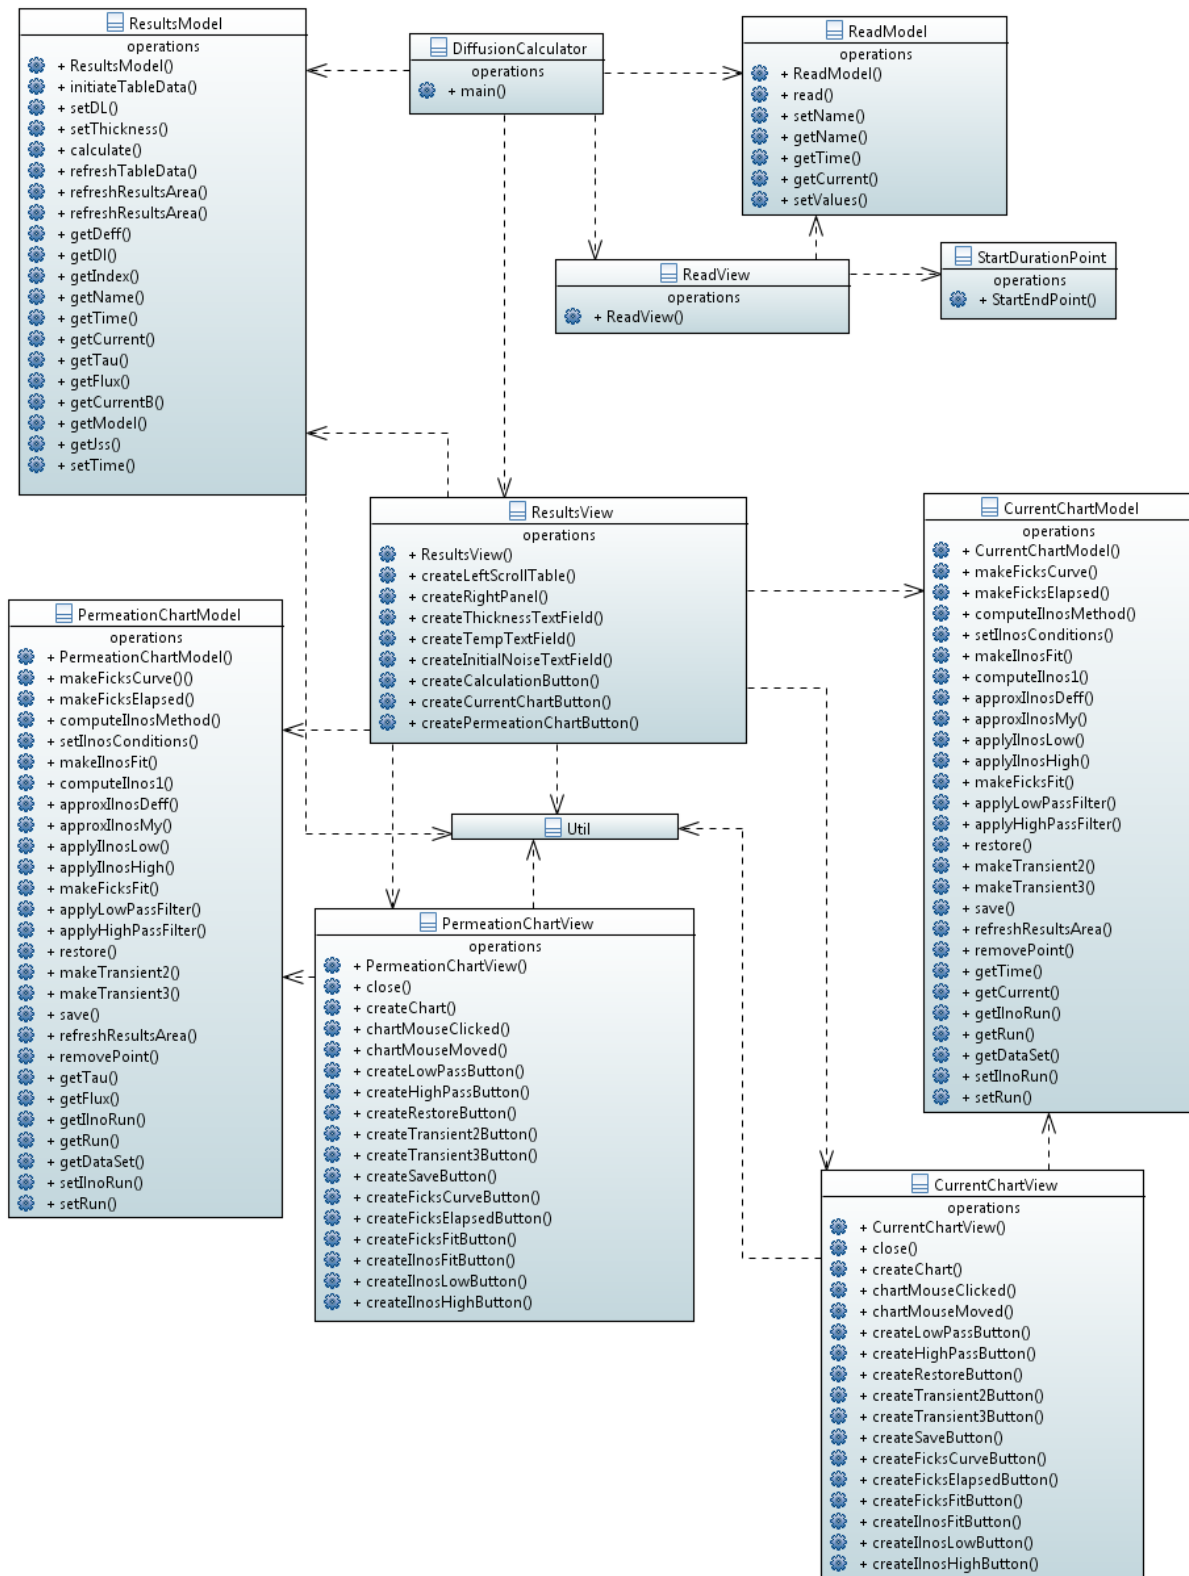 ResultsModel
operations
+ ResultsModel()
+ initiateTableData()
+ setDL()
+ setThickness()
+ calculate()
+ refreshTableData()
+ refreshResultsArea()
+ refreshResultsArea()
+ getDeff()
+ getDl()
+ getIndex()
+ getName()
+ getTime()
+ getCurrent()
+ getTau()
+ getFlux()
+ getCurrentB()
+ getModel()
+ getJss()
+ setTime()
DiffusionCalculator
operations
+ main()
ReadModel
operations
+ ReadModel()
+ read()
+ setName()
+ getName()
+ getTime()
+ getCurrent()
+ setValues()
ReadView
operations
+ ReadView()
StartDurationPoint
operations
+ StartEndPoint()
ResultsView
operations
+ ResultsView()
+ createLeftScrollTable()
+ createRightPanel()
+ createThicknessTextField()
+ createTempTextField()
+ createInitialNoiseTextField()
+ createCalculationButton()
+ createCurrentChartButton()
+ createPermeationChartButton()
CurrentChartModel
operations
+ CurrentChartModel()
+ makeFicksCurve()
+ makeFicksElapsed()
+ computeIlnosMethod()
+ setIlnosConditions()
+ makeIlnosFit()
+ computeIlnos1()
+ approxIlnosDeff()
+ approxIlnosMy()
+ applyIlnosLow()
+ applyIlnosHigh()
+ makeFicksFit()
+ applyLowPassFilter()
+ applyHighPassFilter()
+ restore()
+ makeTransient2()
+ makeTransient3()
+ save()
+ refreshResultsArea()
+ removePoint()
+ getTime()
+ getCurrent()
+ getIlnoRun()
+ getRun()
+ getDataSet()
+ setIlnoRun()
+ setRun()
PermeationChartModel
operations
+ PermeationChartModel()
+ makeFicksCurve()()
+ makeFicksElapsed()
+ computeIlnosMethod()
+ setIlnosConditions()
+ makeIlnosFit()
+ computeIlnos1()
+ approxIlnosDeff()
+ approxIlnosMy()
+ applyIlnosLow()
+ applyIlnosHigh()
+ makeFicksFit()
+ applyLowPassFilter()
+ applyHighPassFilter()
+ restore()
+ makeTransient2()
+ makeTransient3()
+ save()
+ refreshResultsArea()
+ removePoint()
+ getTau()
+ getFlux()
+ getIlnoRun()
+ getRun()
+ getDataSet()
+ setIlnoRun()
+ setRun()
Util
PermeationChartView
operations
+ PermeationChartView()
+ close()
+ createChart()
+ chartMouseClicked()
+ chartMouseMoved()
+ createLowPassButton()
+ createHighPassButton()
+ createRestoreButton()
+ createTransient2Button()
+ createTransient3Button()
+ createSaveButton()
+ createFicksCurveButton()
+ createFicksElapsedButton()
+ createFicksFitButton()
+ createIlnosFitButton()
+ createIlnosLowButton()
+ createIlnosHighButton()
CurrentChartView
operations
+ CurrentChartView()
+ close()
+ createChart()
+ chartMouseClicked()
+ chartMouseMoved()
+ createLowPassButton()
+ createHighPassButton()
+ createRestoreButton()
+ createTransient2Button()
+ createTransient3Button()
+ createSaveButton()
+ createFicksCurveButton()
+ createFicksElapsedButton()
+ createFicksFitButton()
+ createIlnosFitButton()
+ createIlnosLowButton()
+ createIlnosHighButton()